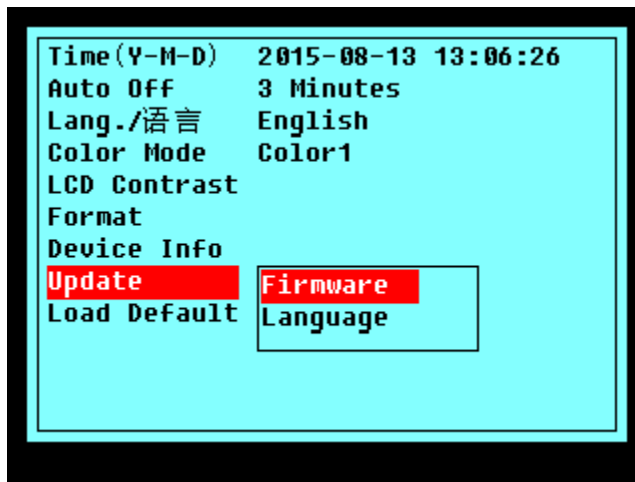 Time(Y-M-D) 2015-08-13 13:06:26
Auto Off 3 Minutes
Lang./语言 English
Color Mode Color1
LCD Contrast
Format
Device Info
Update Firmware
Load Default Language